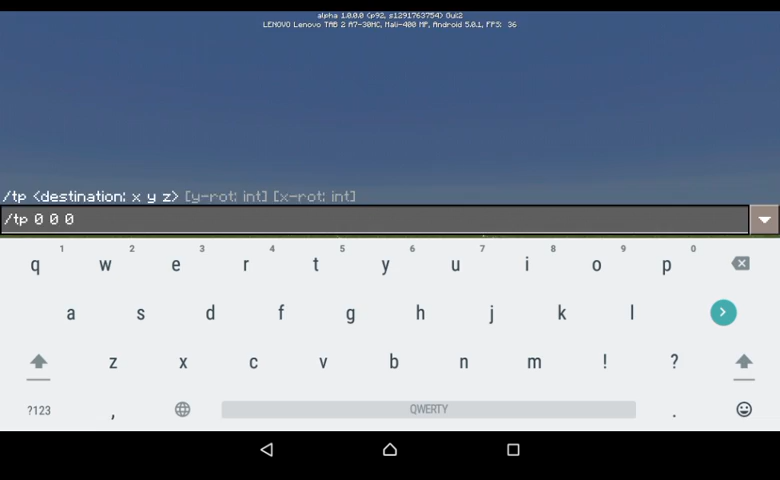 alpha 1.0.0.0 (p92, s1291763754) Gui2
LENOVO Lenovo TAB 2 A7-30HC, Mali-400 MP, Android 5.0.1, FPS: 36
/tp <destination: x y z> [y-rot: int] [x-rot: int]
/tp 0 0 0
1 2 3 4 5 6 7 8 9 0
q w e r t y u i o p
a s d f g h j k l
z x c v b n m ! ?
?123 , QWERTY .